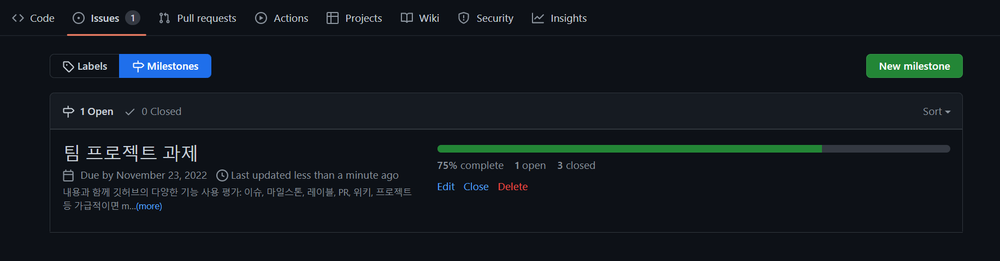 Code Issues 1 Pull requests Actions Projects Wiki Security Insights
Labels Milestones New milestone
1 Open 0 Closed Sort
팀 프로젝트 과제
75% complete 1 open 3 closed
Due by November 23, 2022 Last updated less than a minute ago
Edit Close Delete
내용과 함께 깃허브의 다양한 기능 사용 평가: 이슈, 마일스톤, 레이블, PR, 위키, 프로젝트
등 가급적이면 m...(more)